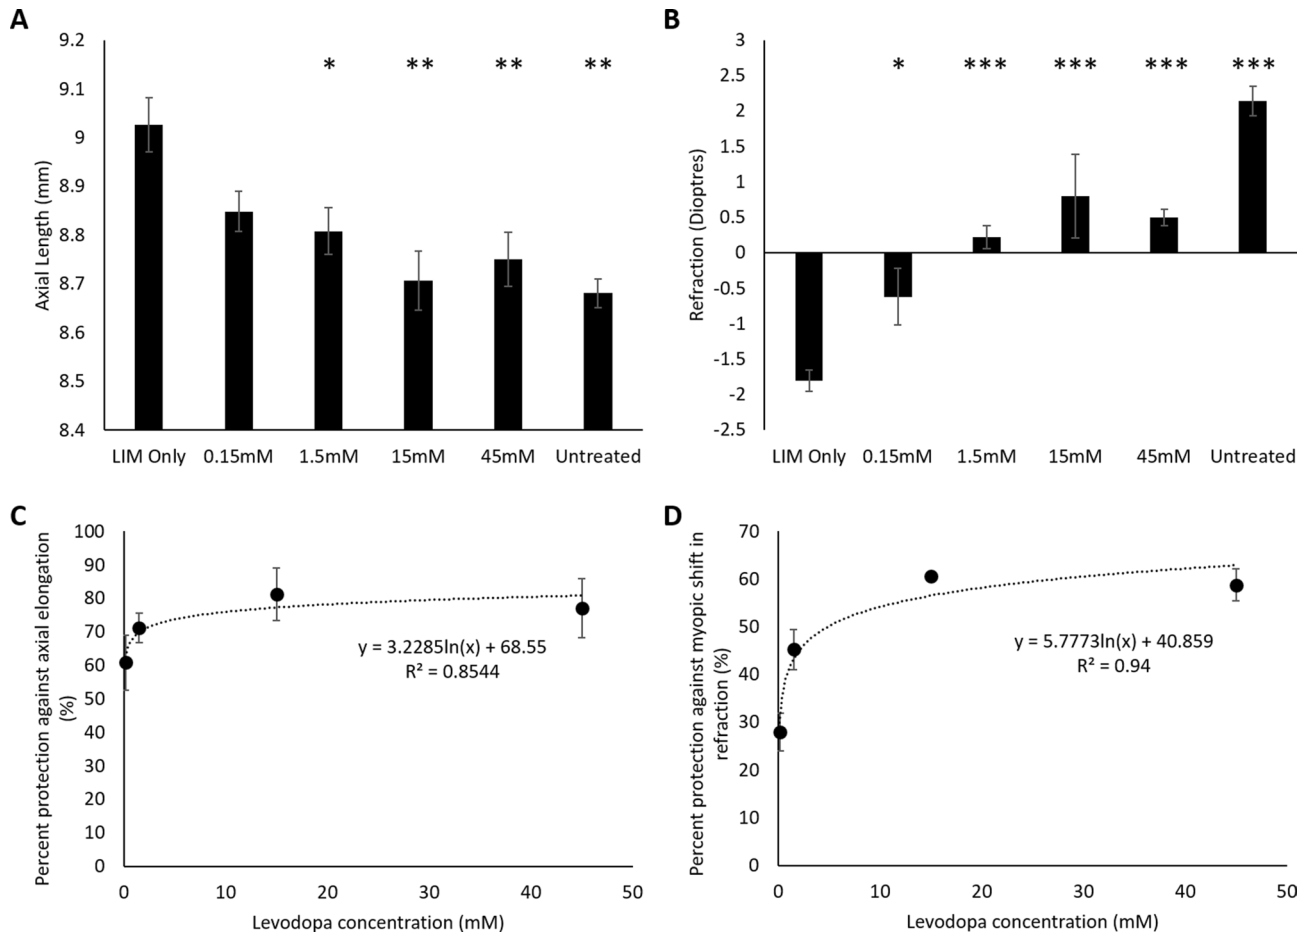 A
9.2
9.1
9
8.9
8.8
8.7
8.6
8.5
8.4
Axial Length (mm)
* ** ** **
LIM Only 0.15mM 1.5mM 15mM 45mM Untreated
B
3
2.5
2
1.5
1
0.5
0
-0.5
-1
-1.5
-2
-2.5
Refraction (Dioptres)
* *** *** *** ***
LIM Only 0.15mM 1.5mM 15mM 45mM Untreated
C
100
90
80
70
60
50
40
30
20
10
0
Percent protection against axial elongation
(%)
y = 3.2285ln(x) + 68.55
R² = 0.8544
0 10 20 30 40 50
Levodopa concentration (mM)
D
70
60
50
40
30
20
10
0
Percent protection against myopic shift in
refraction (%)
y = 5.7773ln(x) + 40.859
R² = 0.94
0 10 20 30 40 50
Levodopa concentration (mM)